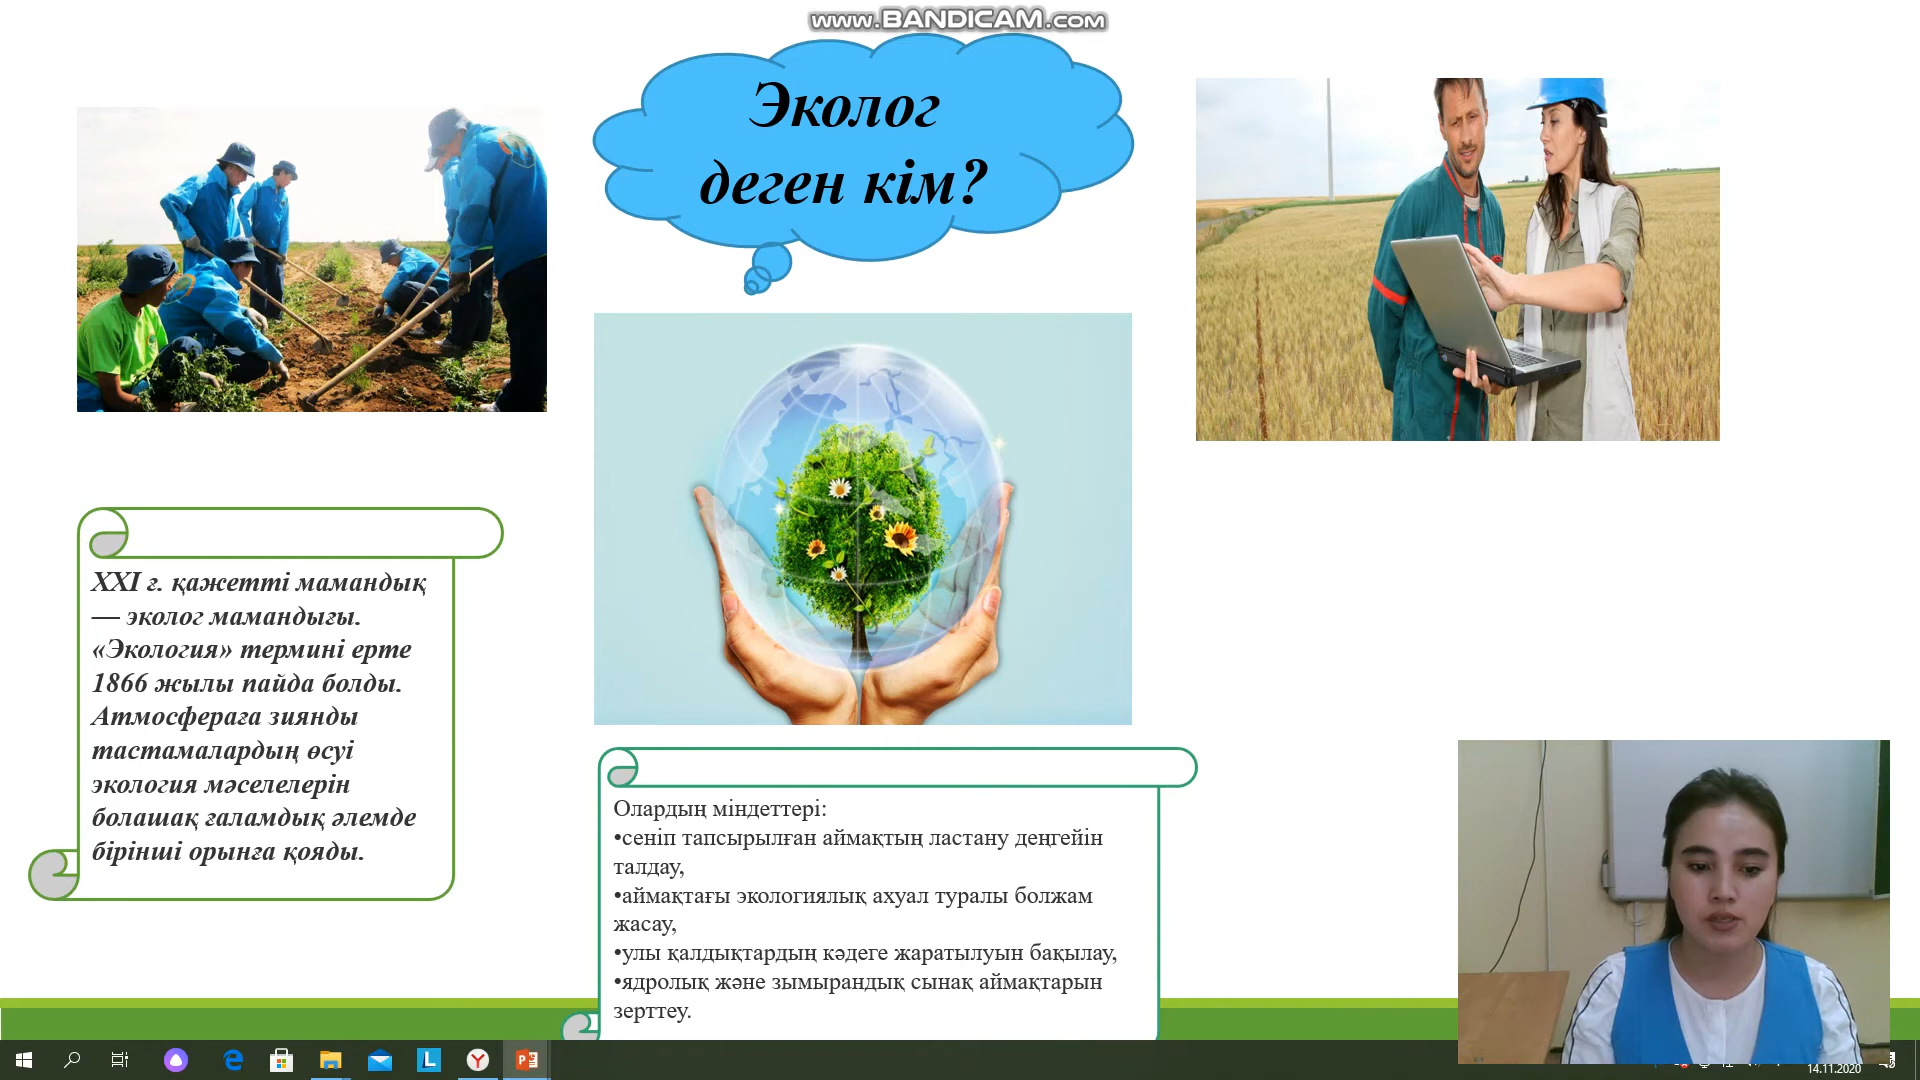 www.BANDICAM.com
Эколог
деген кім?
ХХІ ғ. қажетті мамандық
— эколог мамандығы.
«Экология» термині ерте
1866 жылы пайда болды.
Атмосфераға зиянды
тастамалардың өсуі
экология мәселелерін
болашақ ғаламдық әлемде
бірінші орынға қояды.
Олардың міндеттері:
•сеніп тапсырылған аймақтың ластану деңгейін
талдау,
•аймақтағы экологиялық ахуал туралы болжам
жасау,
•улы қалдықтардың кәдеге жаратылуын бақылау,
•ядролық және зымырандық сынақ аймақтарын
зерттеу.
14.11.2020